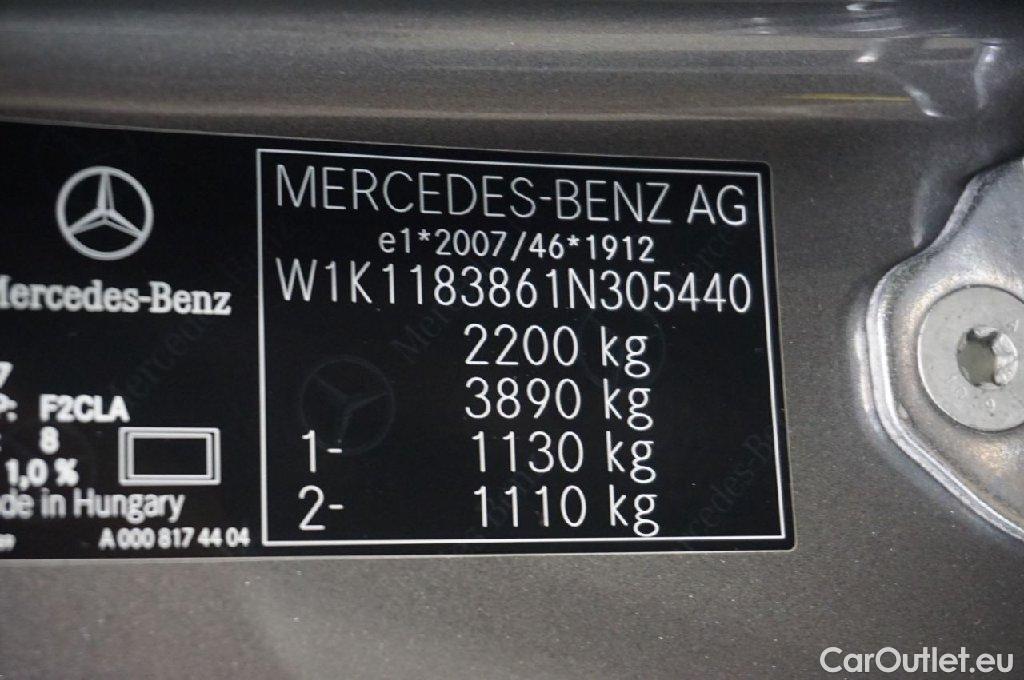 Mercedes-Benz
7
P: F2CLA
: 8
1,0 %
de in Hungary
A 000 817 44 04
MERCEDES-BENZ AG
e1*2007/46*1912
W1K1183861N305440
2200 kg
3890 kg
1- 1130 kg
2- 1110 kg
CarOutlet.eu